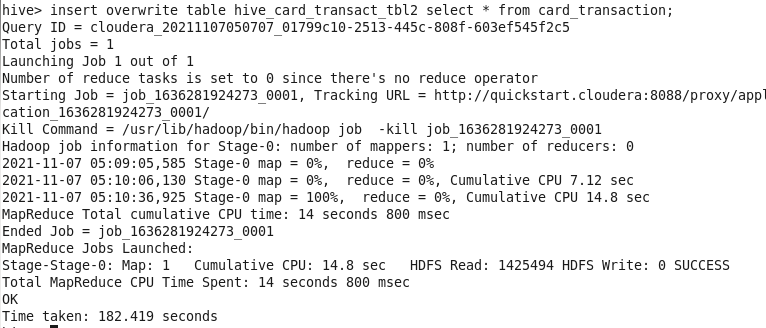 hive> insert overwrite table hive_card_transact_tbl2 select * from card_transaction;
Query ID = cloudera_20211107050707_01799c10-2513-445c-808f-603ef545f2c5
Total jobs = 1
Launching Job 1 out of 1
Number of reduce tasks is set to 0 since there's no reduce operator
Starting Job = job_1636281924273_0001, Tracking URL = http://quickstart.cloudera:8088/proxy/appl
cation_1636281924273_0001/
Kill Command = /usr/lib/hadoop/bin/hadoop job  -kill job_1636281924273_0001
Hadoop job information for Stage-0: number of mappers: 1; number of reducers: 0
2021-11-07 05:09:05,585 Stage-0 map = 0%,  reduce = 0%
2021-11-07 05:10:06,130 Stage-0 map = 0%,  reduce = 0%, Cumulative CPU 7.12 sec
2021-11-07 05:10:36,925 Stage-0 map = 100%,  reduce = 0%, Cumulative CPU 14.8 sec
MapReduce Total cumulative CPU time: 14 seconds 800 msec
Ended Job = job_1636281924273_0001
MapReduce Jobs Launched:
Stage-Stage-0: Map: 1   Cumulative CPU: 14.8 sec   HDFS Read: 1425494 HDFS Write: 0 SUCCESS
Total MapReduce CPU Time Spent: 14 seconds 800 msec
OK
Time taken: 182.419 seconds